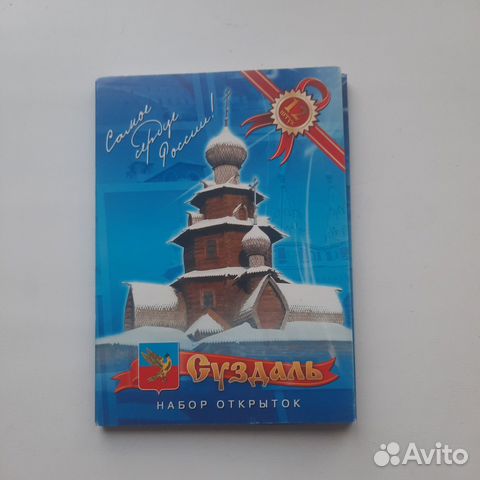 Самое
сердце
России!
12
штук
Суздаль
НАБОР ОТКРЫТОК
Avito